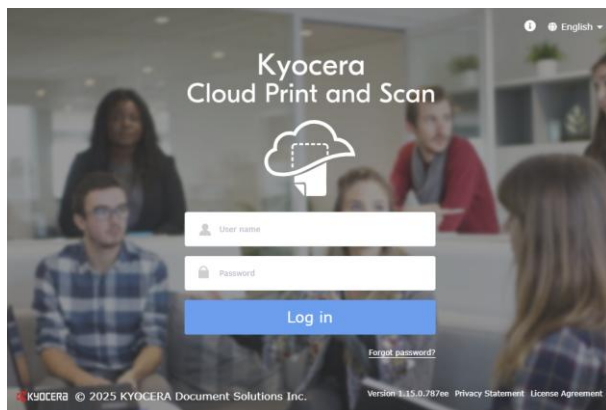 English
Kyocera
Cloud Print and Scan
User name
Password
Log in
Forgot password?
KYOCERA © 2025 KYOCERA Document Solutions Inc.
Version 1.15.0.787ee Privacy Statement License Agreement